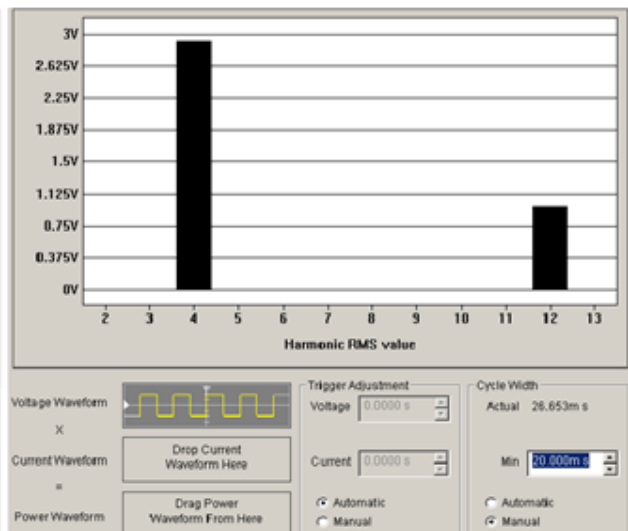 3V
2.625V
2.25V
1.875V
1.5V
1.125V
0.75V
0.375V
0V
2 3 4 5 6 7 8 9 10 11 12 13
Harmonic RMS value
Voltage Waveform
X
Current Waveform
=
Power Waveform
Drop Current
Waveform Here
Drag Power
Waveform From Here
Trigger Adjustment
Voltage 0.0000 s
Current 0.0000 s
Automatic
Manual
Cycle Width
Actual 26.653m s
Min 20.000m s
Automatic
Manual